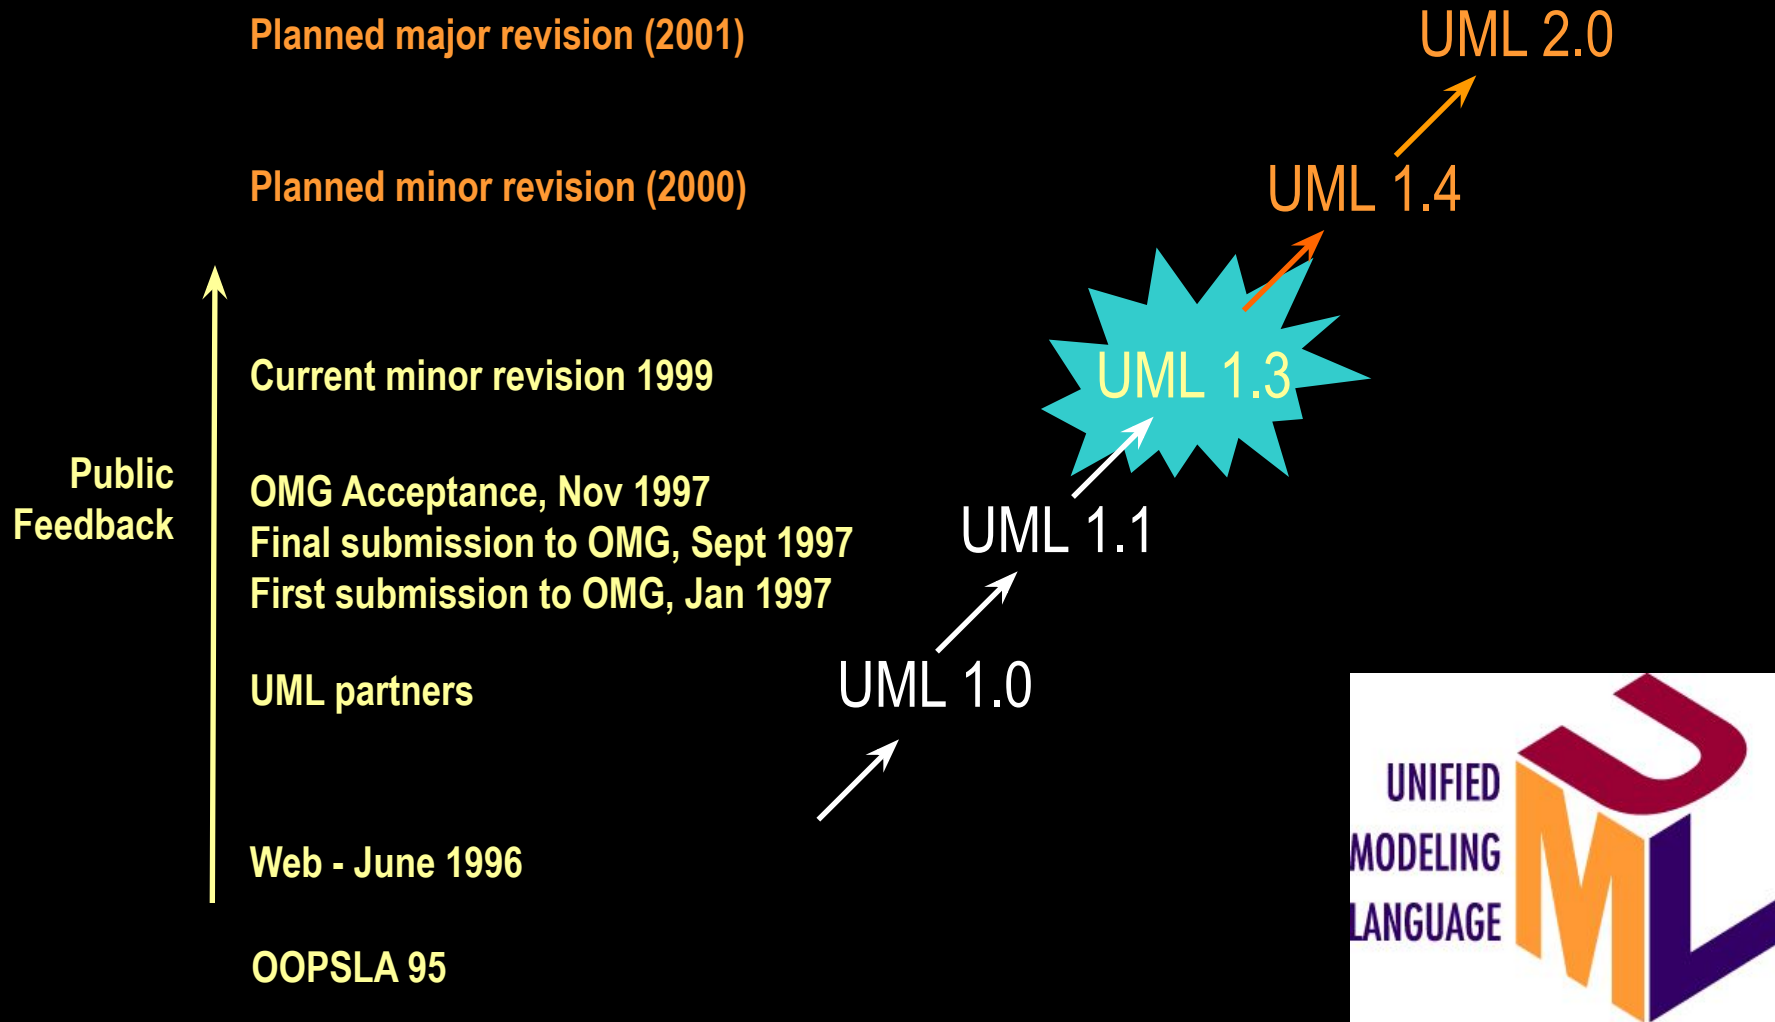 Planned major revision (2001)
UML 2.0
Planned minor revision (2000)
UML 1.4
Current minor revision 1999
UML 1.3
Public
Feedback
OMG Acceptance, Nov 1997
Final submission to OMG, Sept 1997
First submission to OMG, Jan 1997
UML 1.1
UML partners
UML 1.0
Web - June 1996
OOPSLA 95
UNIFIED
MODELING
LANGUAGE
UML